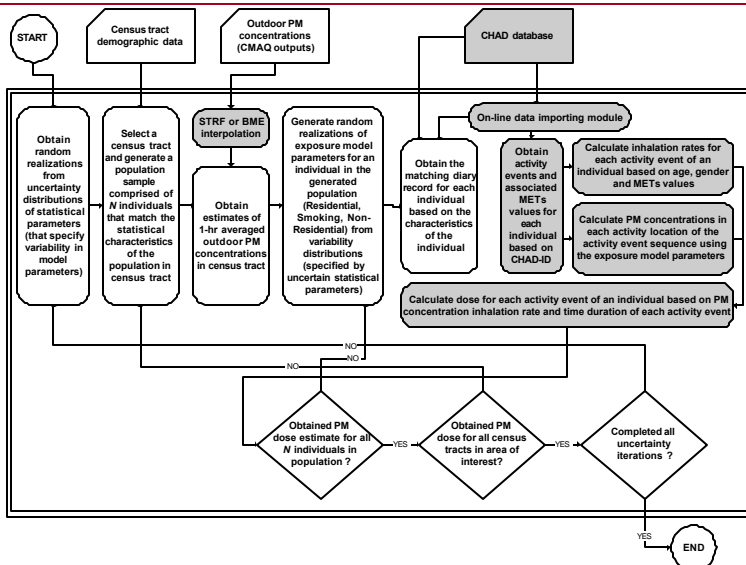 START
Census tract
demographic data
Outdoor PM
concentrations
(CMAQ outputs)
CHAD database
STRF or BME
interpolation
On-line data importing module
Obtain
random
realizations
from
uncertainty
distributions
of statistical
parameters
(that specify
variability in
model
parameters)
Select a
census tract
and generate a
population
sample
comprised of
N individuals
that match the
statistical
characteristics
of the
population in
census tract
Obtain
estimates of
1-hr averaged
outdoor PM
concentrations
in census tract
Generate random
realizations of
exposure model
parameters for an
individual in the
generated
population
(Residential,
Smoking, Non-
Residential) from
variability
distributions
(specified by
uncertain statistical
parameters)
Obtain the
matching diary
record for each
individual
based on the
characteristics
of the
individual
Obtain
activity
events and
associated
METs
values for
each
individual
based on
CHAD-ID
Calculate inhalation rates for
each activity event of an
individual based on age, gender
and METs values
Calculate PM concentrations in
each activity location of the
activity event sequence using
the exposure model parameters
Calculate dose for each activity event of an individual based on PM
concentration inhalation rate and time duration of each activity event
NO
NO
NO
Obtained PM
dose estimate for all
N individuals in
population ?
YES
Obtained PM
dose for all census
tracts in area of
interest?
YES
Completed all
uncertainty
iterations ?
YES
END